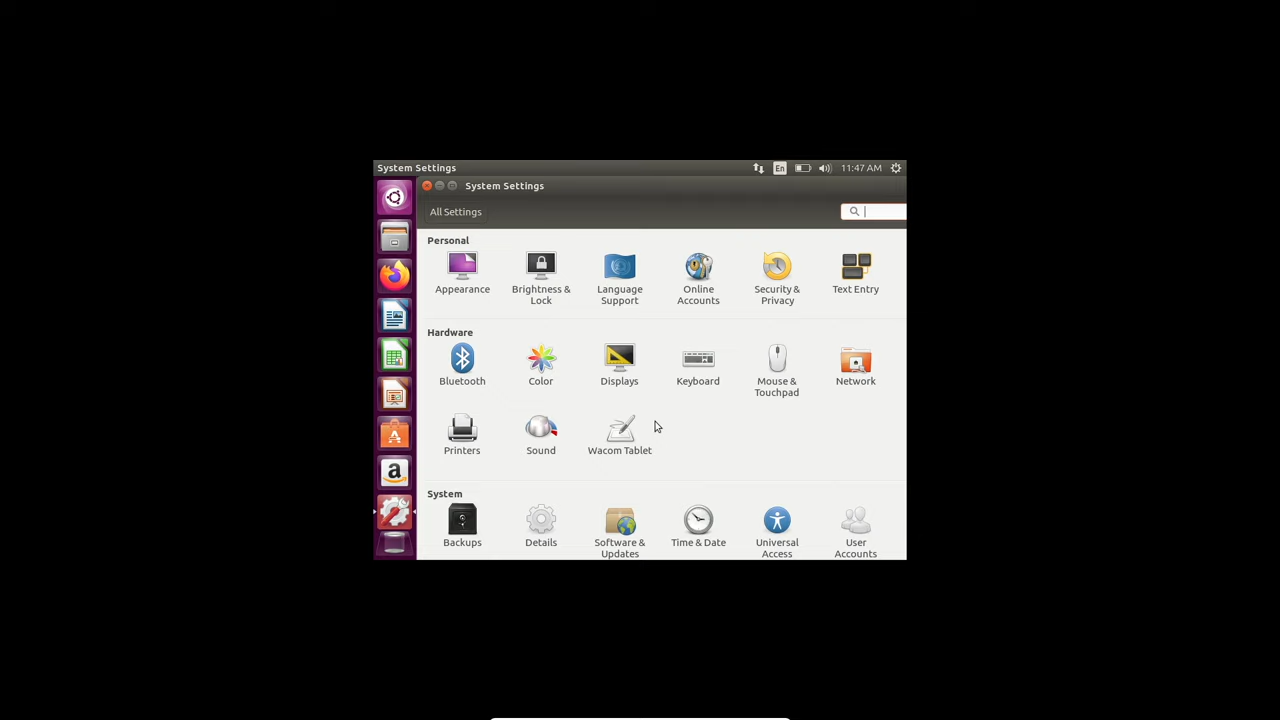 System Settings
En
11:47 AM
System Settings
All Settings
Personal
Appearance
Brightness &
Lock
Language
Support
Online
Accounts
Security &
Privacy
Text Entry
Hardware
Bluetooth
Color
Displays
Keyboard
Mouse &
Touchpad
Network
Printers
Sound
Wacom Tablet
System
Backups
Details
Software &
Updates
Time & Date
Universal
Access
User
Accounts